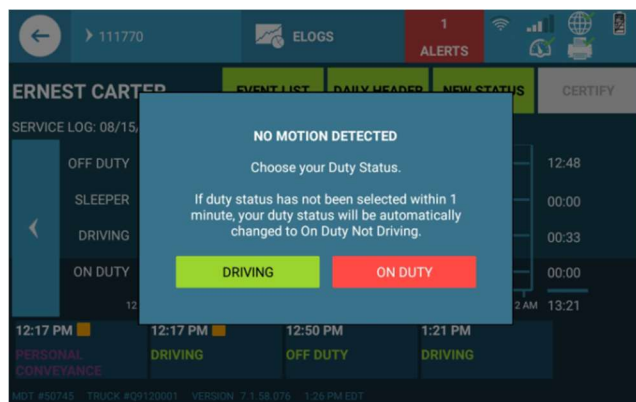 111770
ELOGS
1
ALERTS
ERNEST CARTER
EVENT LIST
DAILY HEADER
NEW STATUS
CERTIFY
SERVICE LOG: 08/15/
NO MOTION DETECTED
Choose your Duty Status.
If duty status has not been selected within 1
minute, your duty status will be automatically
changed to On Duty Not Driving.
DRIVING
ON DUTY
OFF DUTY
12:48
SLEEPER
00:00
DRIVING
00:33
ON DUTY
00:00
12
2 AM
13:21
12:17 PM
12:17 PM
12:50 PM
1:21 PM
PERSONAL
CONVEYANCE
DRIVING
OFF DUTY
DRIVING
MDT #50745 TRUCK #Q9120001 VERSION 7.1.58.076 1:26 PM EDT